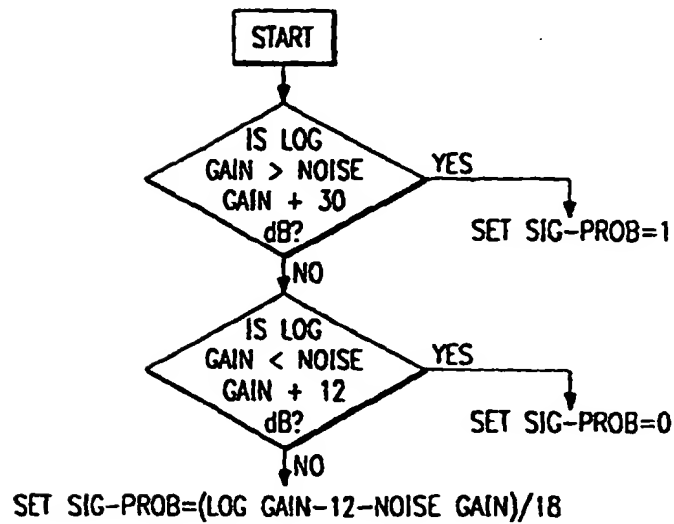 START
IS LOG
GAIN > NOISE
GAIN + 30
dB?
YES
SET SIG-PROB=1
NO
IS LOG
GAIN < NOISE
GAIN + 12
dB?
YES
SET SIG-PROB=0
NO
SET SIG-PROB=(LOG GAIN-12-NOISE GAIN)/18